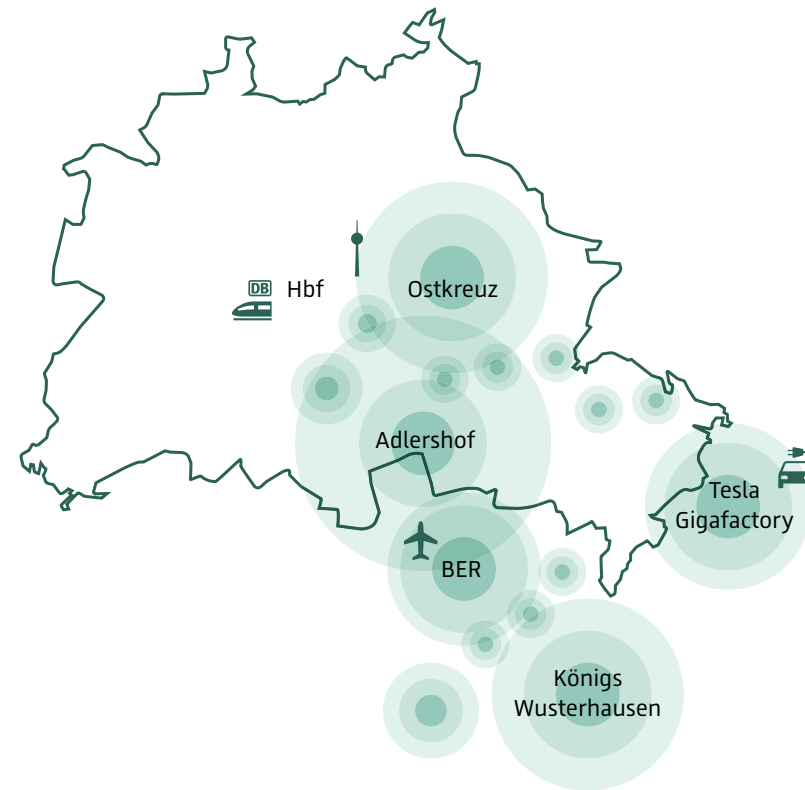 DB
Hbf
Ostkreuz
Adlershof
Tesla
Gigafactory
BER
Königs
Wusterhausen